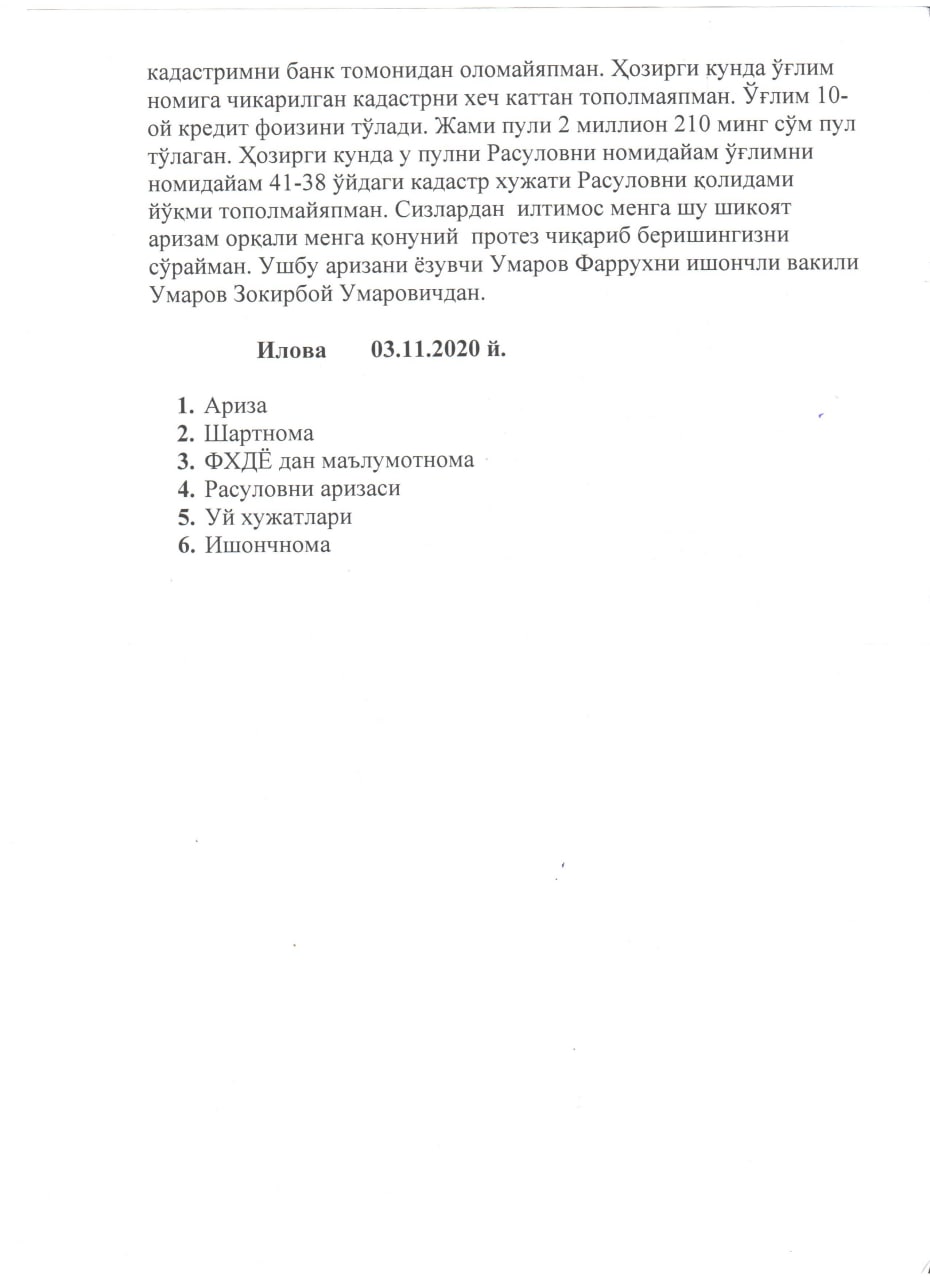 кадастримни банк томонидан оломайяпман. Ҳозирги кунда ўғлим
номига чикарилган кадастрни хеч каттан тополмаяпман. Ўғлим 10-
ой кредит фоизини тўлади. Жами пули 2 миллион 210 минг сўм пул
тўлаган. Ҳозирги кунда у пулни Расуловни номидайам ўғлимни
номидайам 41-38 ўйдаги кадастр хужати Расуловни қолидами
йўқми тополмайяпман. Сизлардан илтимос менга шу шикоят
аризам орқали менга қонуний протез чиқариб беришингизни
сўрайман. Ушбу аризани ёзувчи Умаров Фаррухни ишончли вакили
Умаров Зокирбой Умаровичдан.
Илова 03.11.2020 й.
1. Ариза
2. Шартнома
3. ФХДЁ дан маълумотнома
4. Расуловни аризаси
5. Уй хужатлари
6. Ишончнома